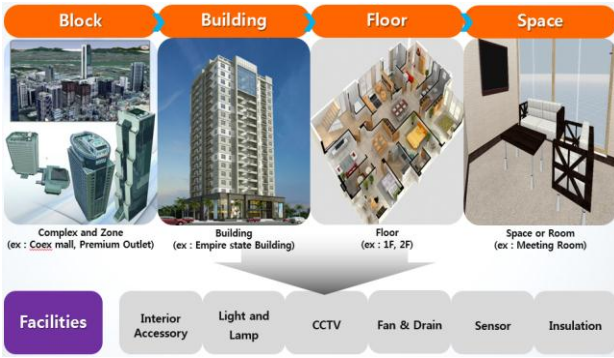 Block
Building
Floor
Space
Complex and Zone
(ex : Coex mall, Premium Outlet)
Building
(ex : Empire state Building)
Floor
(ex : 1F, 2F)
Space or Room
(ex : Meeting Room)
Facilities
Interior
Accessory
Light and
Lamp
CCTV
Fan & Drain
Sensor
Insulation